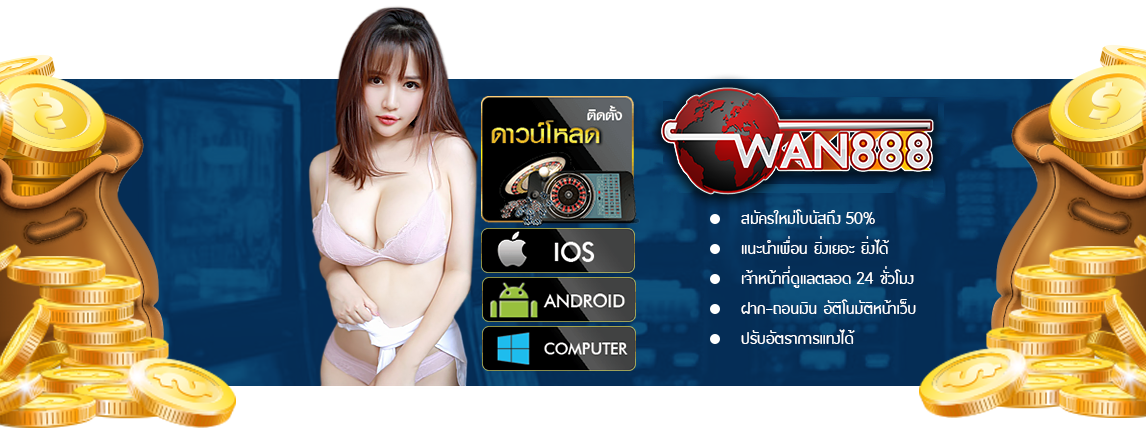 ติดตั้ง
ดาวน์โหลด
IOS
ANDROID
COMPUTER
WAN888
สมัครใหม่โบนัสถึง 50%
แนะนำเพื่อน ยิ่งเยอะ ยิ่งได้
เจ้าหน้าที่ดูแลตลอด 24 ชั่วโมง
ฝาก-ถอนเงิน อัติโนมัติหน้าเว็บ
ปรับอัตราการแทงได้